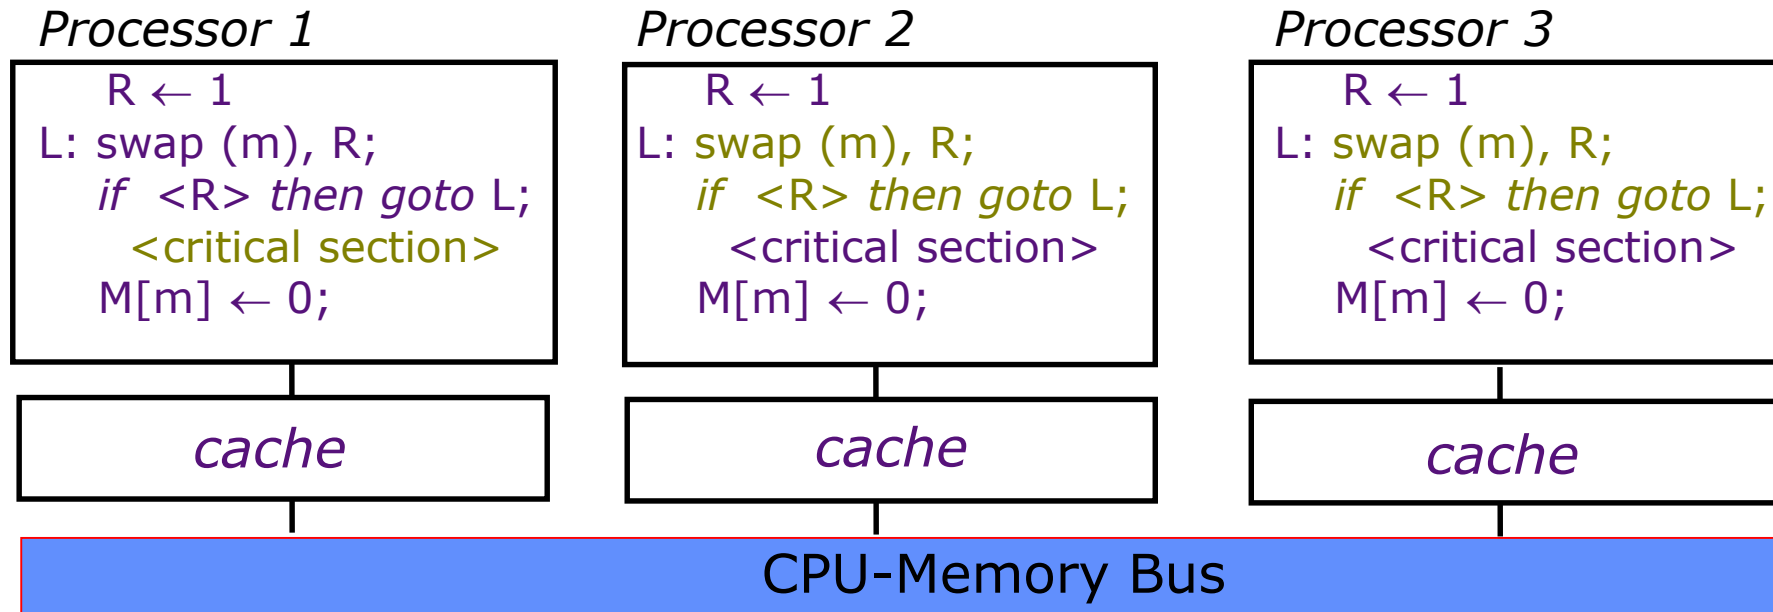 Processor 1
R ← 1
L: swap (m), R;
if <R> then goto L;
<critical section>
M[m] ← 0;
cache
Processor 2
R ← 1
L: swap (m), R;
if <R> then goto L;
<critical section>
M[m] ← 0;
cache
Processor 3
R ← 1
L: swap (m), R;
if <R> then goto L;
<critical section>
M[m] ← 0;
cache
CPU-Memory Bus